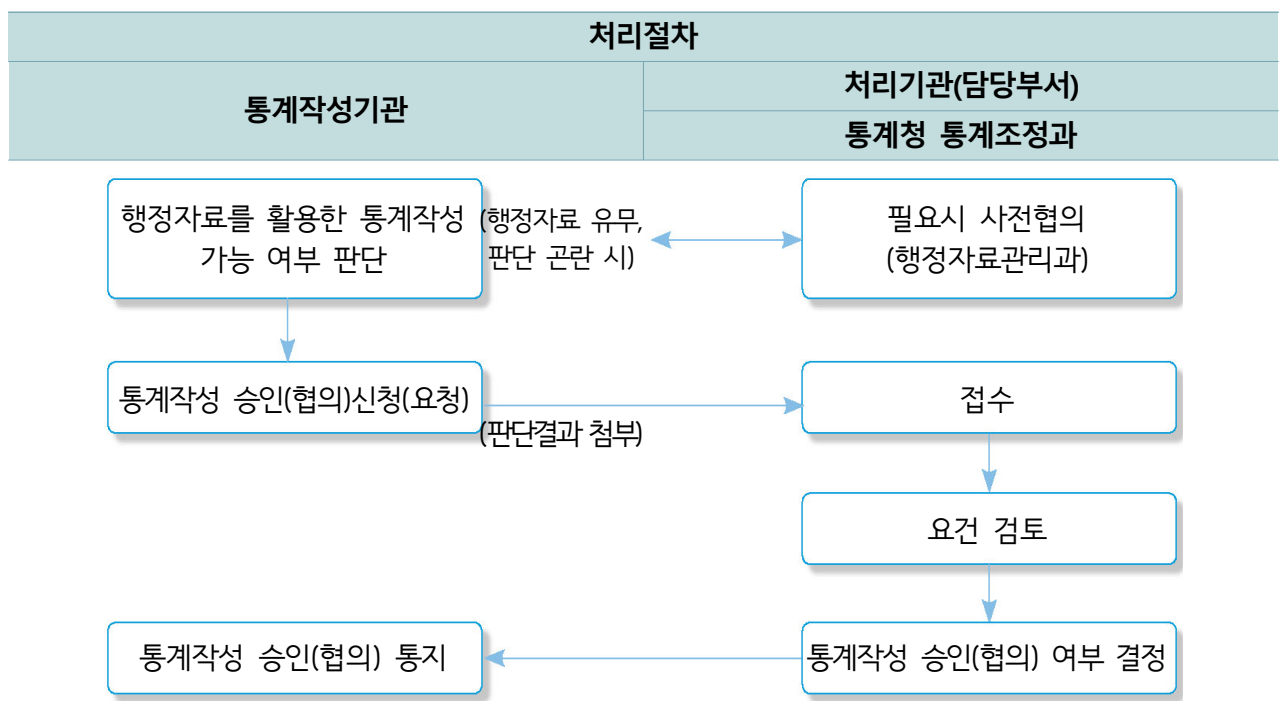 처리절차
통계작성기관
처리기관(담당부서)
통계청 통계조정과
행정자료를 활용한 통계작성
가능 여부 판단
(행정자료 유무,
판단 곤란 시)
필요시 사전협의
(행정자료관리과)
통계작성 승인(협의)신청(요청)
(판단결과 첨부)
접수
요건 검토
통계작성 승인(협의) 통지
통계작성 승인(협의) 여부 결정